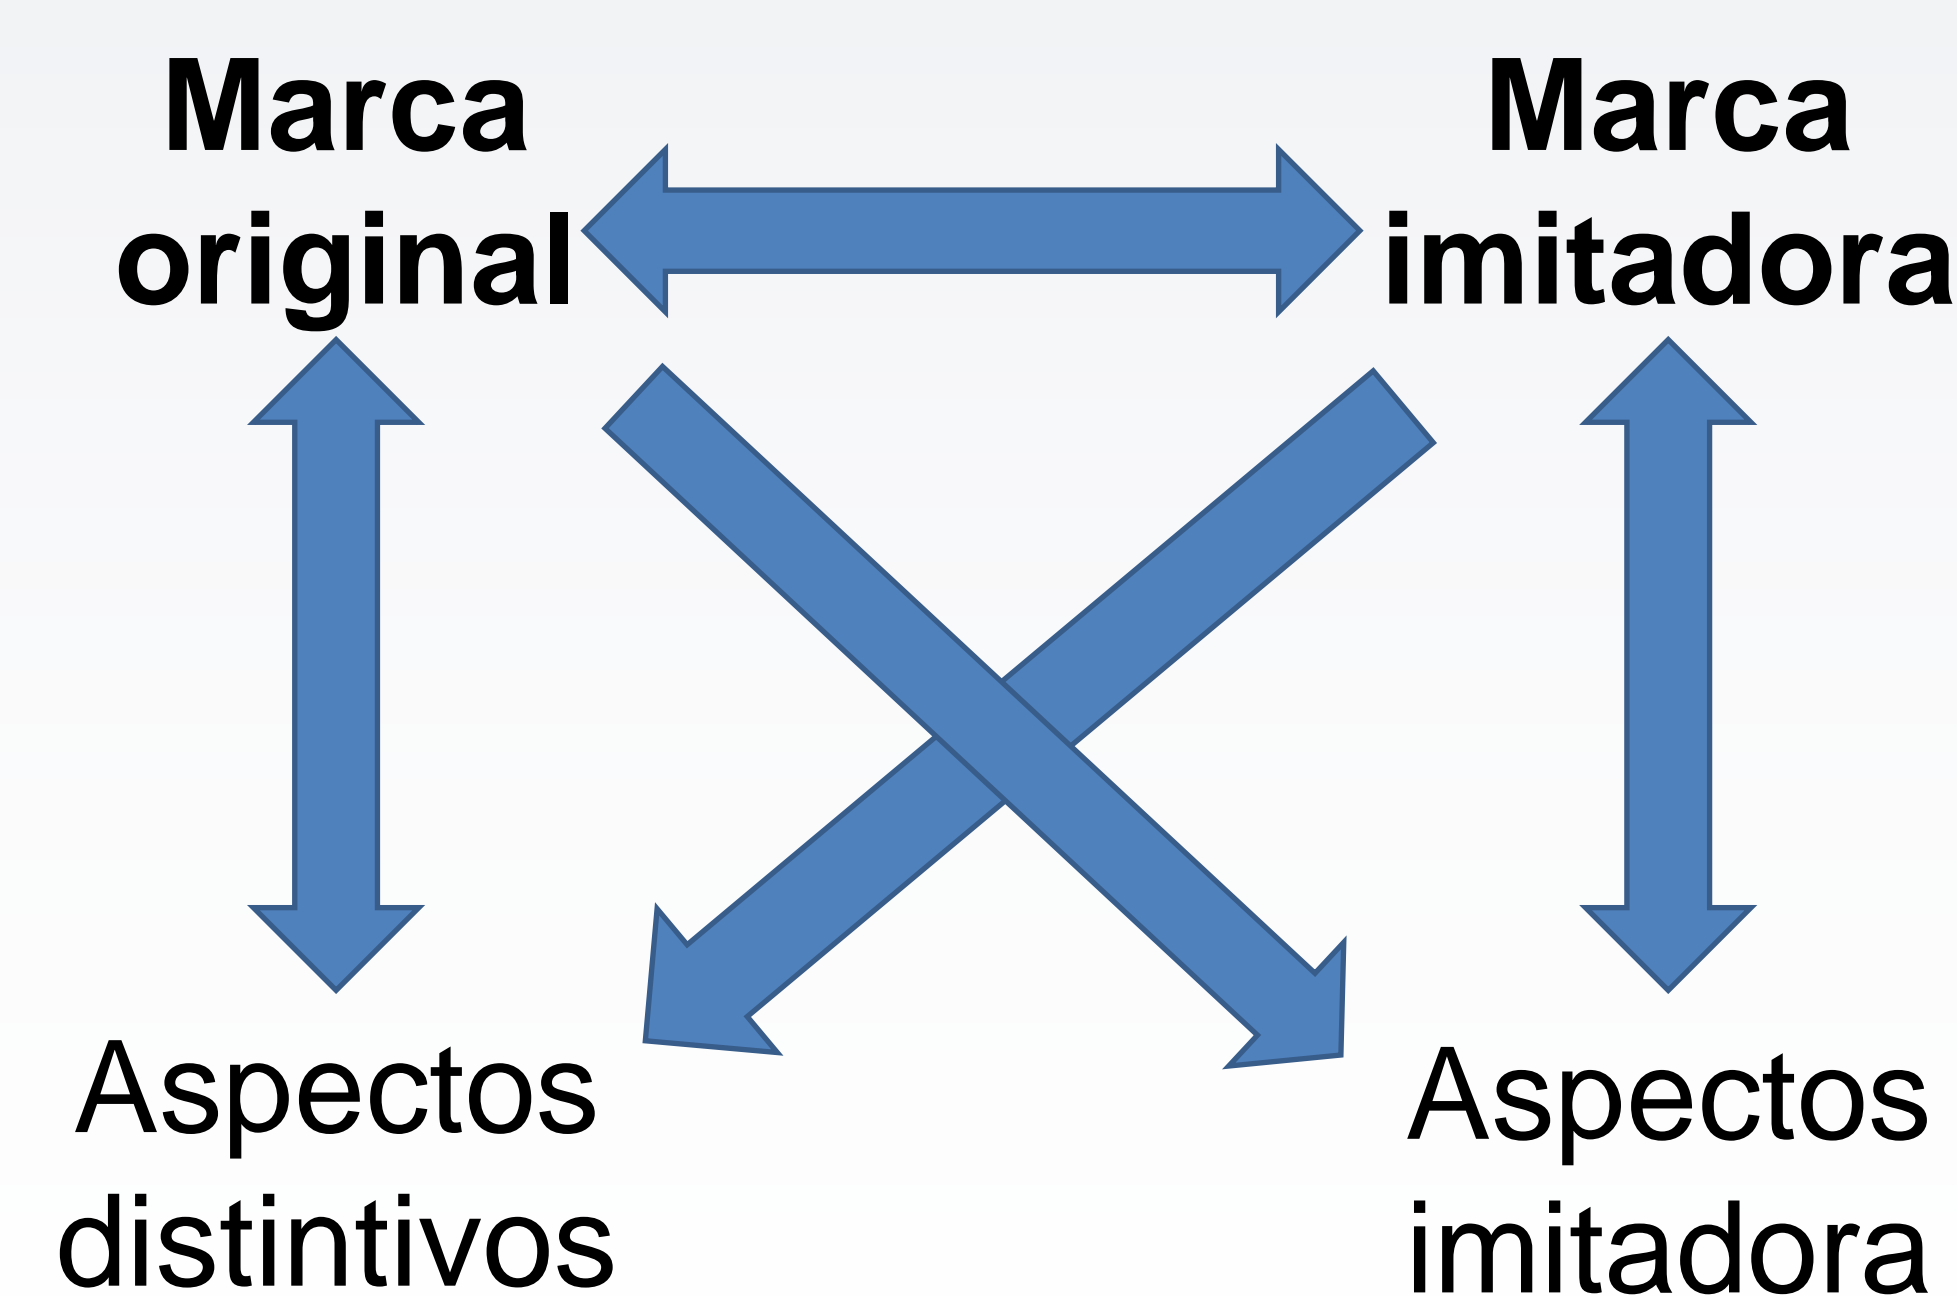 Marca
original
Marca
imitadora
Aspectos
distintivos
Aspectos
imitadora